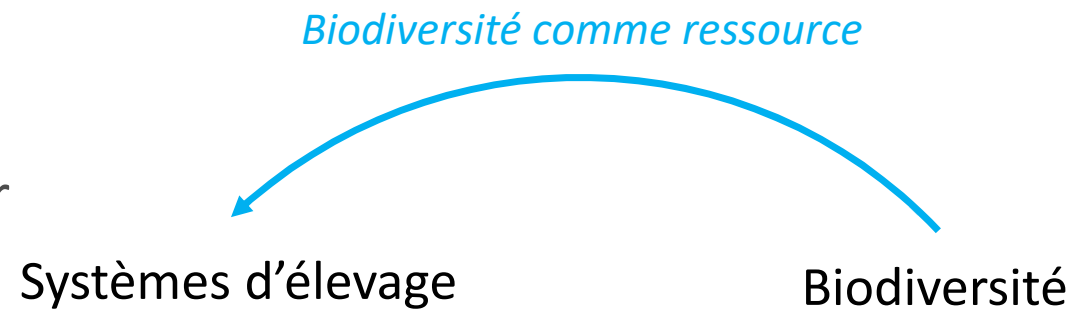 Biodiversité comme ressource
r
Systèmes d'élevage
Biodiversité